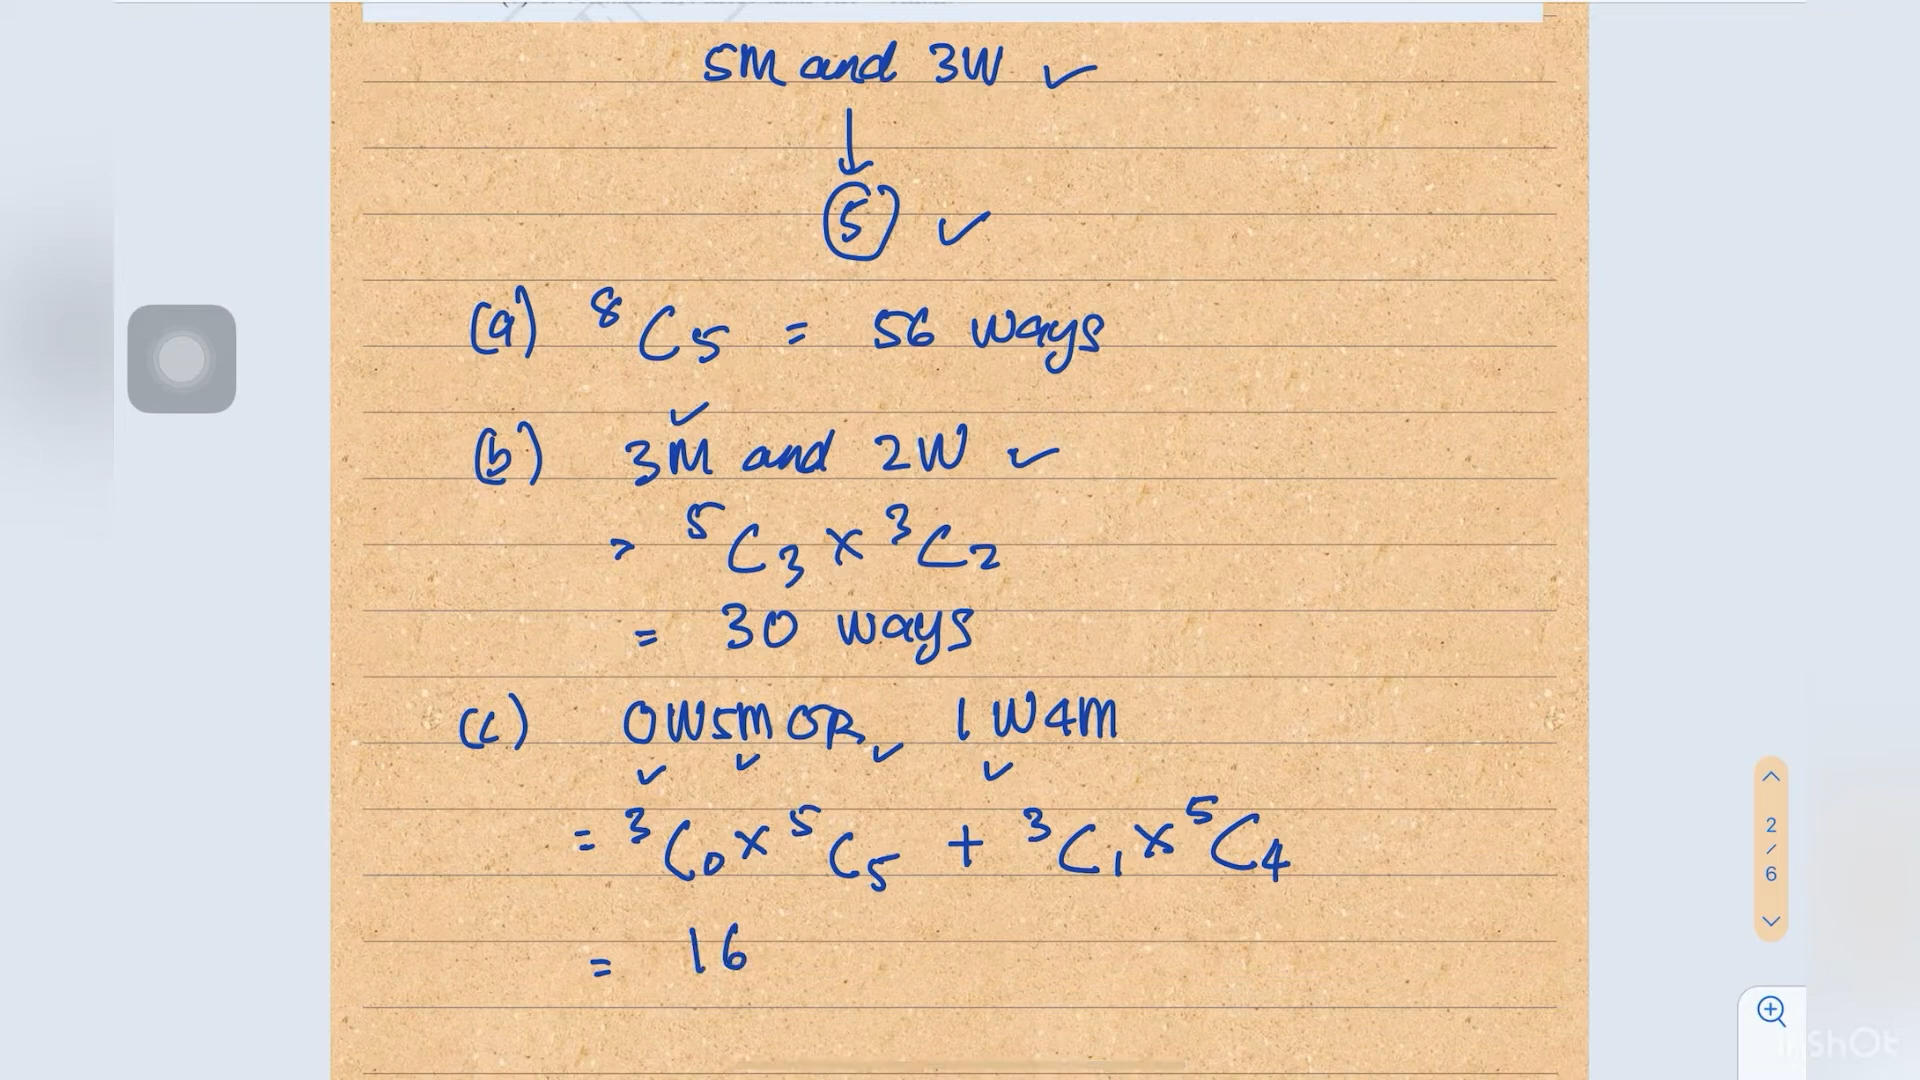 5M and 3W ✓
↓
5 ✓
(a) ⁸C₅ = 56 ways
(b) 3M and 2W ✓
= ⁵C₃ × ³C₂
= 30 ways
(c) 0W5M OR 1W4M
= ³C₀ × ⁵C₅ + ³C₁ × ⁵C₄
= 16
2
/
6
shot